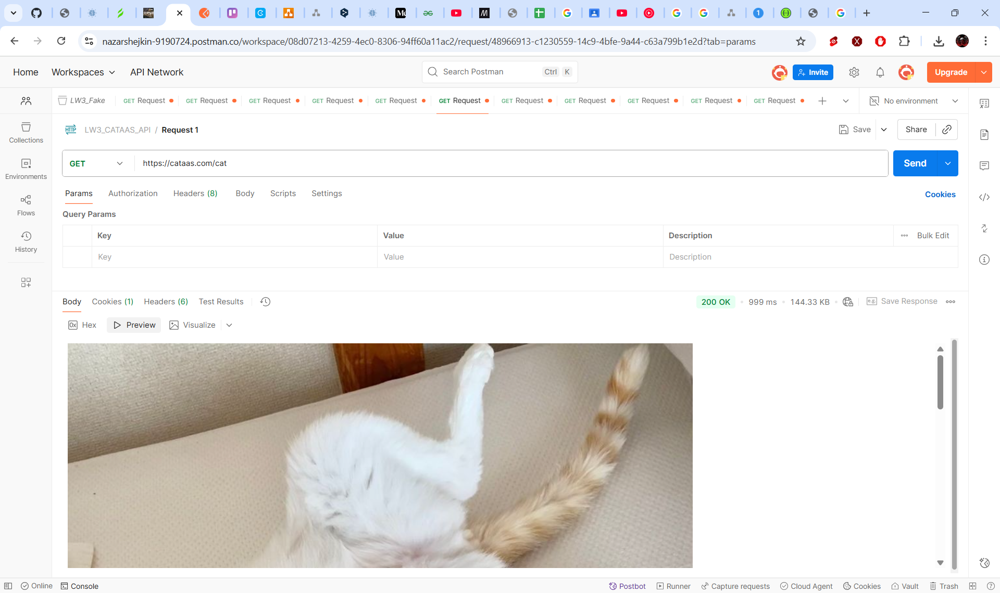 nazarshejkin-9190724.postman.co/workspace/08d07213-4259-4ec0-8306-94ff60a11ac2/request/48966913-c1230559-14c9-4bfe-9a44-c63a799b1e2d?tab=params
Home Workspaces API Network Search Postman Ctrl K Invite Upgrade
LW3_Fake GET Request GET Request GET Request GET Request GET Request GET Request GET Request GET Request GET Request GET Request GET Request No environment
HTTP LW3_CATAAS_API / Request 1 Save Share
Collections
GET https://cataas.com/cat Send
Environments
Params Authorization Headers (8) Body Scripts Settings Cookies
Flows
Query Params
Key Value Description Bulk Edit
History
Key Value Description
Body Cookies (1) Headers (6) Test Results 200 OK 999 ms 144.33 KB e.g. Save Response
0x Hex Preview Visualize
Online Console Postbot Runner Capture requests Cloud Agent Cookies Vault Trash